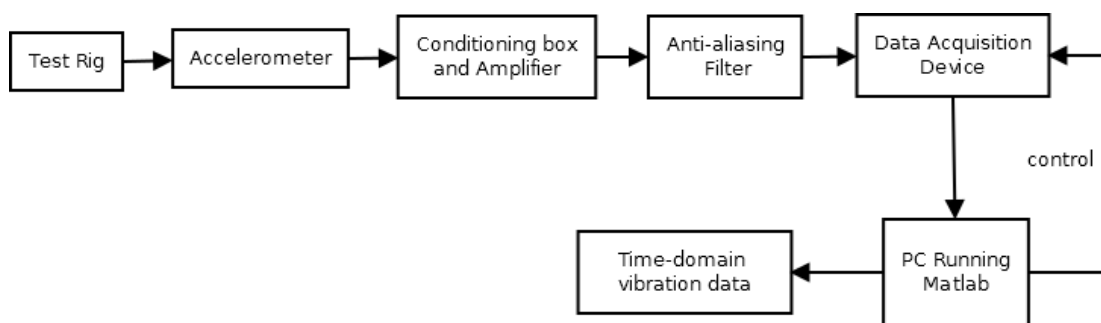 Test Rig
Accelerometer
Conditioning box
and Amplifier
Anti-aliasing
Filter
Data Acquisition
Device
control
Time-domain
vibration data
PC Running
Matlab